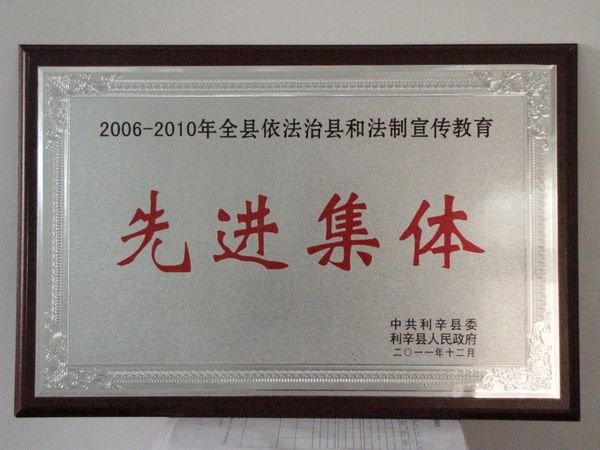 2006-2010年全县依法治县和法制宣传教育
先进集体
中共利辛县委
利辛县人民政府
二〇一一年十二月